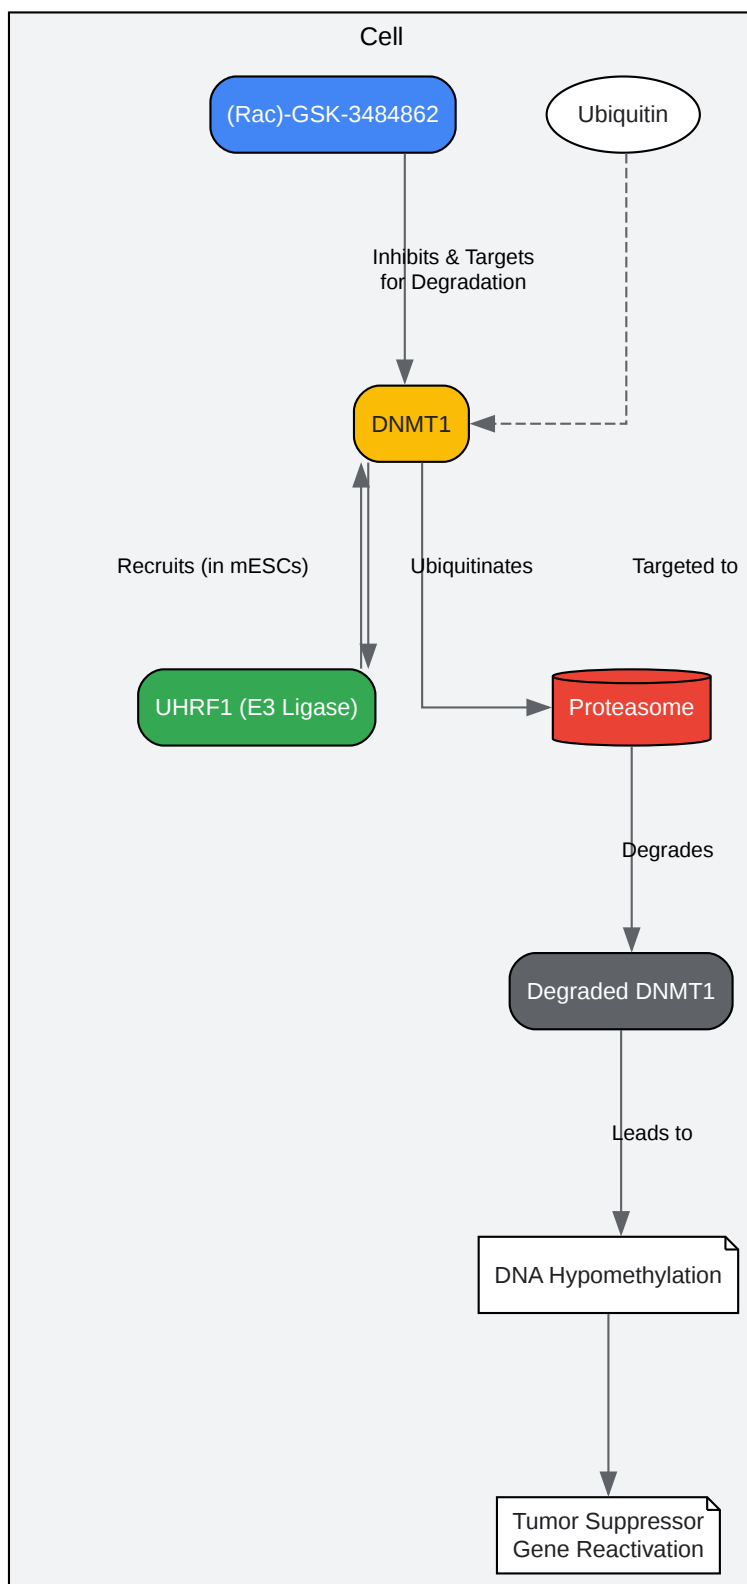 Cell
(Rac)-GSK-3484862
Ubiquitin
Inhibits & Targets
for Degradation
DNMT1
Recruits (in mESCs)
Ubiquitinates
Targeted to
UHRF1 (E3 Ligase)
Proteasome
Degrades
Degraded DNMT1
Leads to
DNA Hypomethylation
Tumor Suppressor
Gene Reactivation